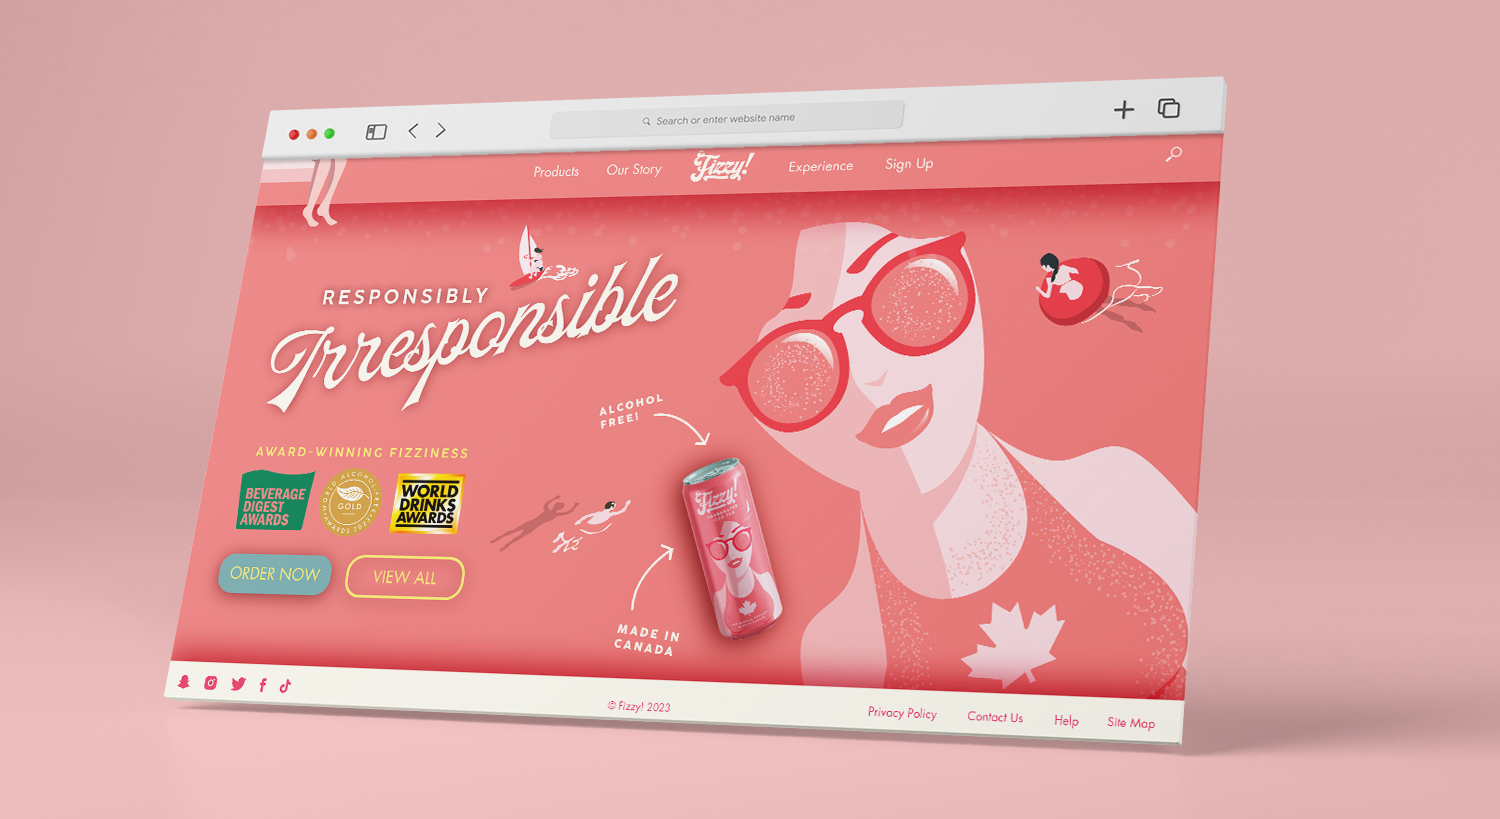 Search or enter website name
Products
Our Story
Fizzy!
Experience
Sign Up
RESPONSIBLY
Irresponsible
ALCOHOL
FREE!
AWARD-WINNING FIZZINESS
BEVERAGE
DIGEST
AWARDS
WORLD ALCOHOL-
GOLD
AWARDS
WORLD
DRINKS
AWARDS
ORDER NOW
VIEW ALL
Fizzy!
MADE IN
CANADA
© Fizzy! 2023
Privacy Policy
Contact Us
Help
Site Map